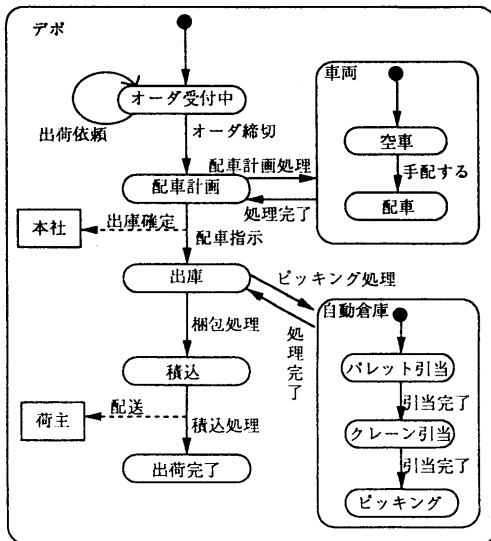 デポ
オーダ受付中
出荷依頼
オーダ締切
配車計画
配車計画処理
処理完了
車両
空車
手配する
配車
本社
出庫確定
配車指示
出庫
ピッキング処理
処理完了
梱包処理
積込
荷主
配送
積込処理
出荷完了
自動倉庫
パレット引当
引当完了
クレーン引当
引当完了
ピッキング